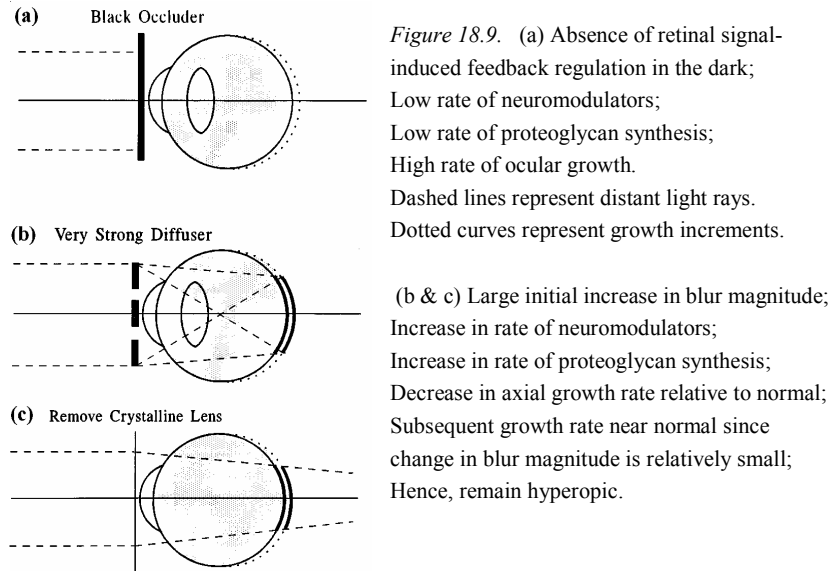 (a)
Black Occluder
(b)
Very Strong Diffuser
(c)
Remove Crystalline Lens
Figure 18.9. (a) Absence of retinal signal-
induced feedback regulation in the dark;
Low rate of neuromodulators;
Low rate of proteoglycan synthesis;
High rate of ocular growth.
Dashed lines represent distant light rays.
Dotted curves represent growth increments.
(b & c) Large initial increase in blur magnitude;
Increase in rate of neuromodulators;
Increase in rate of proteoglycan synthesis;
Decrease in axial growth rate relative to normal;
Subsequent growth rate near normal since
change in blur magnitude is relatively small;
Hence, remain hyperopic.